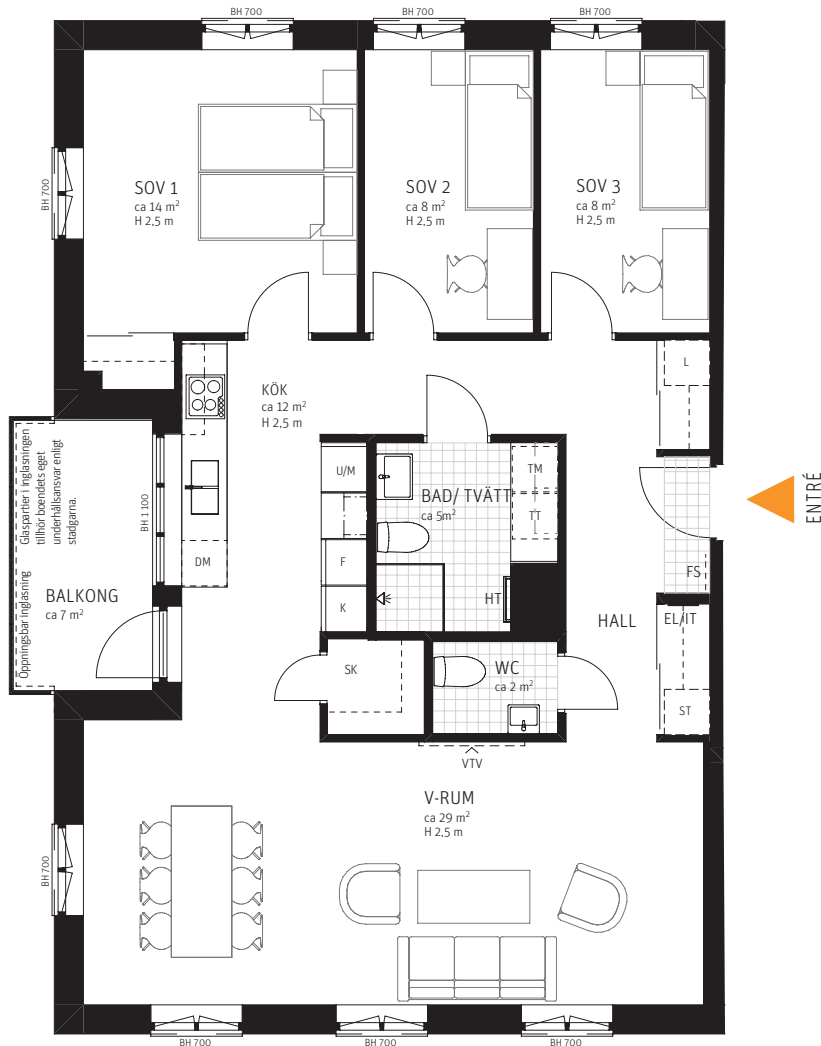 BH 700
BH 700
BH 700
BH 700
SOV 1
ca 14 m²
H 2,5 m
SOV 2
ca 8 m²
H 2,5 m
SOV 3
ca 8 m²
H 2,5 m
L
KÖK
ca 12 m²
H 2,5 m
U/M
F
K
DM
BAD/ TVÄTT
ca 5m²
TM
TT
HT
ENTRÉ
FS
HALL
EL/IT
ST
Öppningsbar inglasning
Glaspartier i inglasningen
tillhör boendets eget
underhållsansvar enligt
stadgarna.
BH 1 100
BALKONG
ca 7 m²
SK
WC
ca 2 m²
VTV
V-RUM
ca 29 m²
H 2,5 m
BH 700
BH 700
BH 700
BH 700